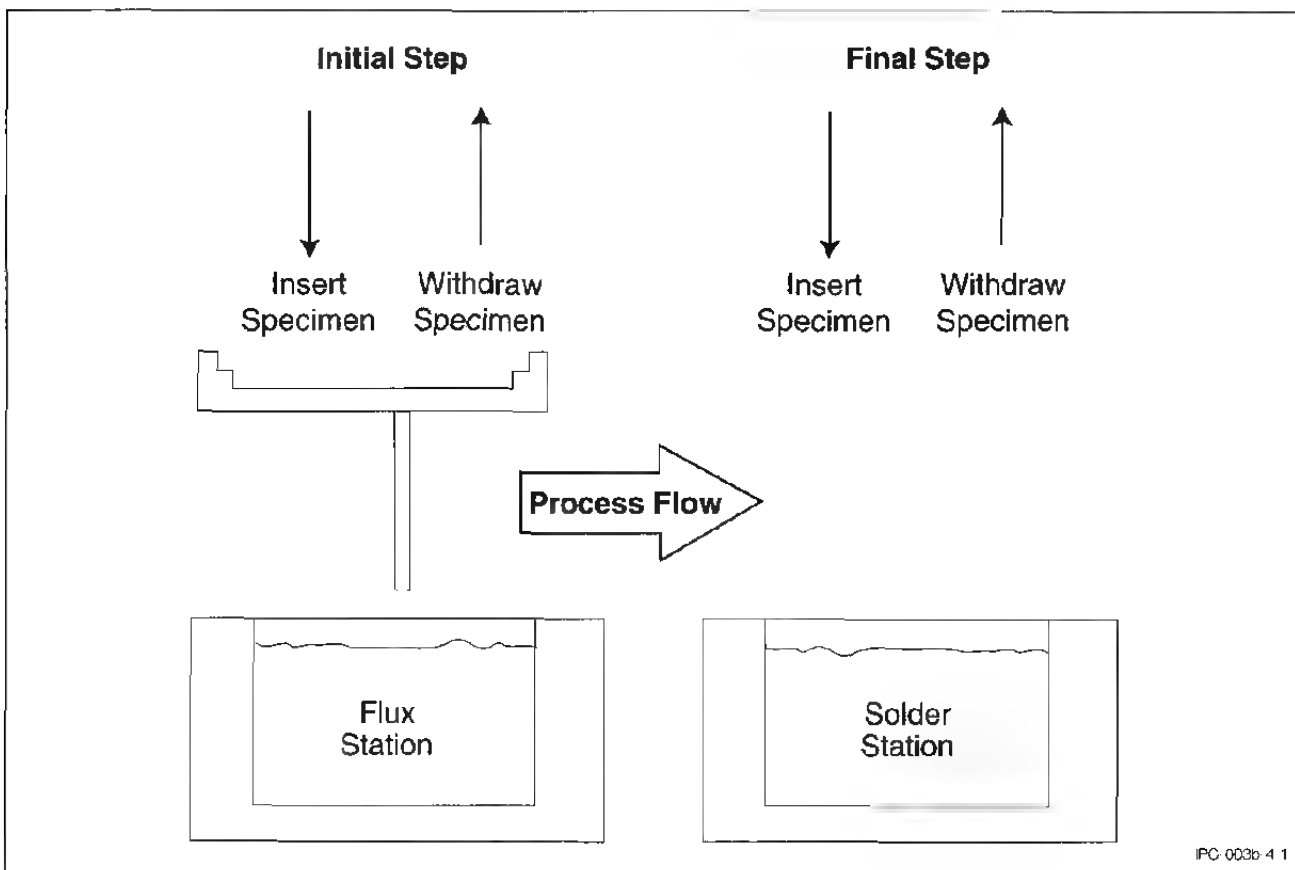 Initial Step
Final Step
Insert
Specimen
Withdraw
Specimen
Insert
Specimen
Withdraw
Specimen
Process Flow
Flux
Station
Solder
Station
IPC-003b-4-1